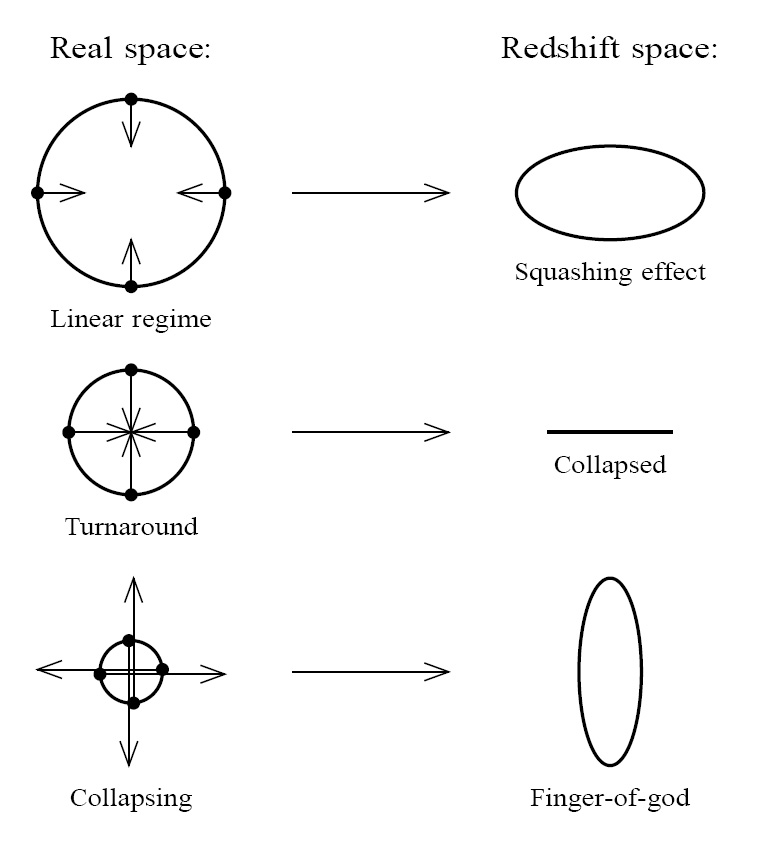 Real space:
Redshift space:
Squashing effect
Linear regime
Collapsed
Turnaround
Collapsing
Finger-of-god